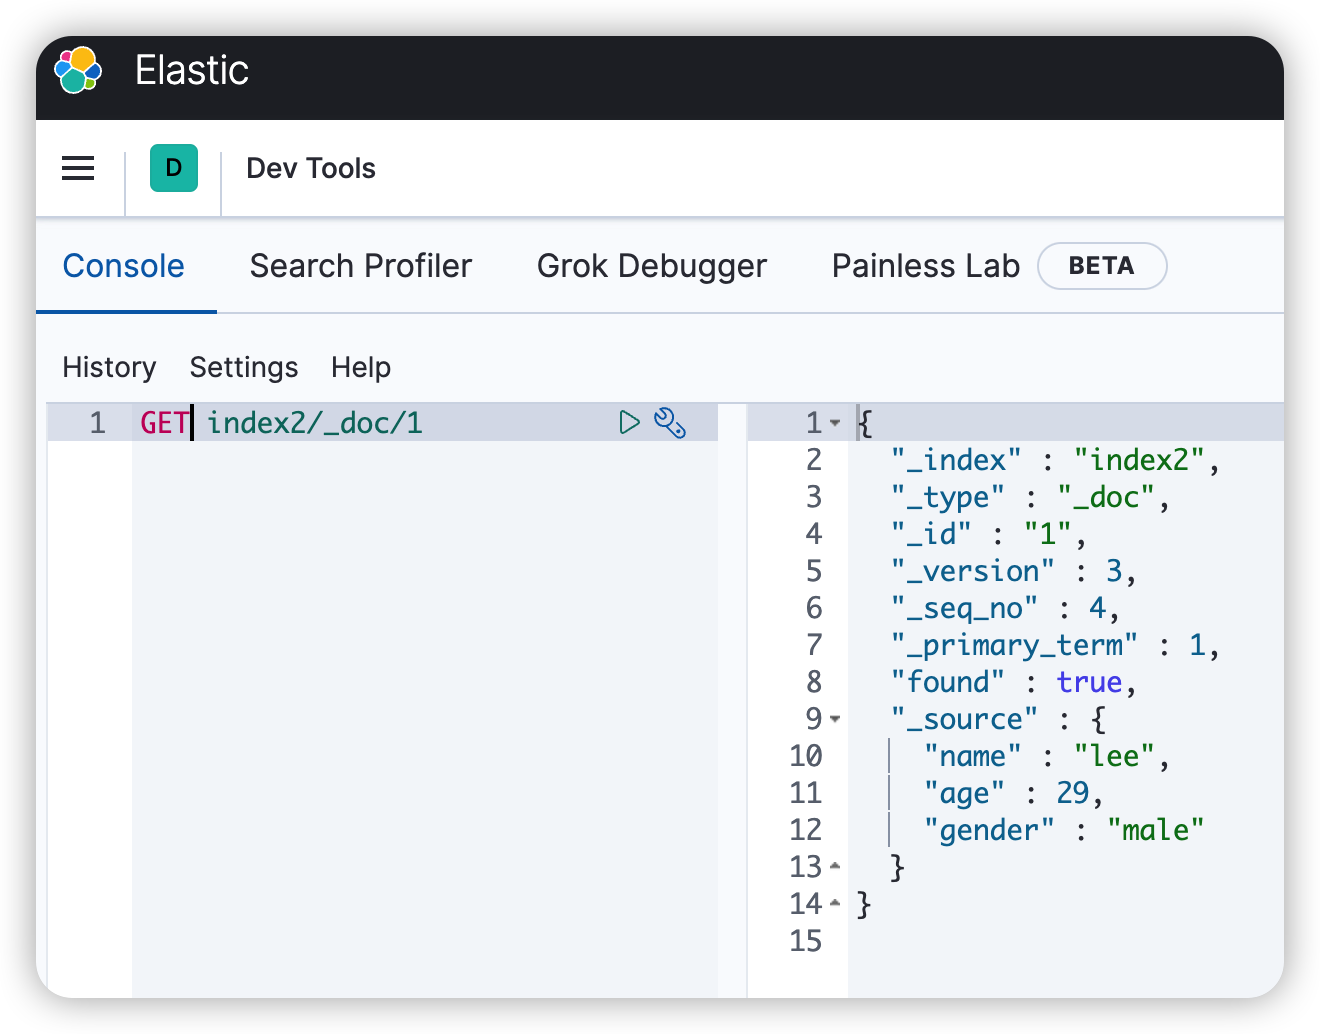 Elastic
D Dev Tools
Console Search Profiler Grok Debugger Painless Lab BETA
History Settings Help
1 GET index2/_doc/1
1 {
2 "_index" : "index2",
3 "_type" : "_doc",
4 "_id" : "1",
5 "_version" : 3,
6 "_seq_no" : 4,
7 "_primary_term" : 1,
8 "found" : true,
9 "_source" : {
10 "name" : "lee",
11 "age" : 29,
12 "gender" : "male"
13 }
14 }
15